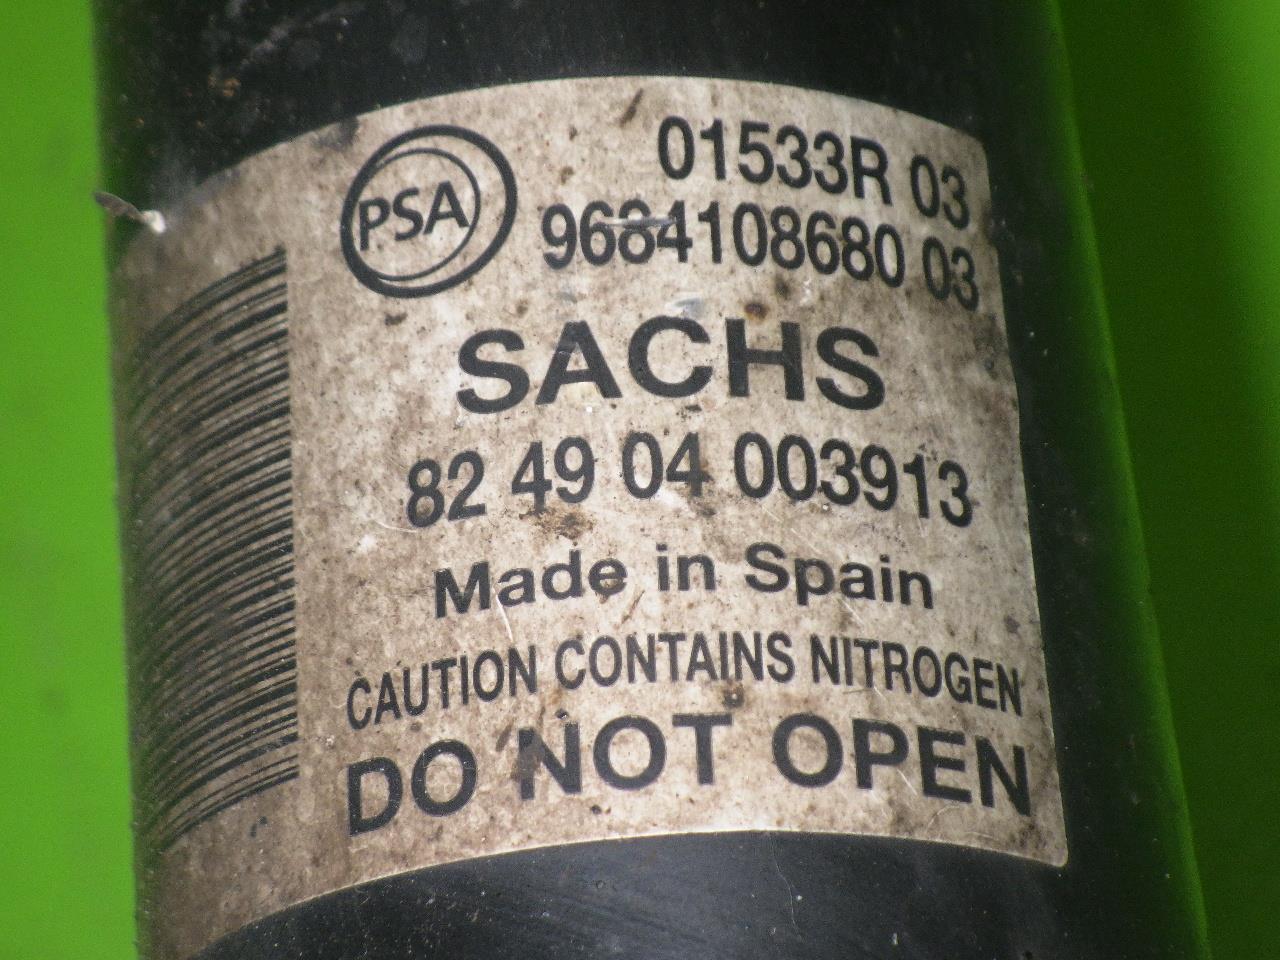 PSA
01533R 03
9684108680 03
SACHS
82 49 04 003913
Made in Spain
CAUTION CONTAINS NITROGEN
DO NOT OPEN